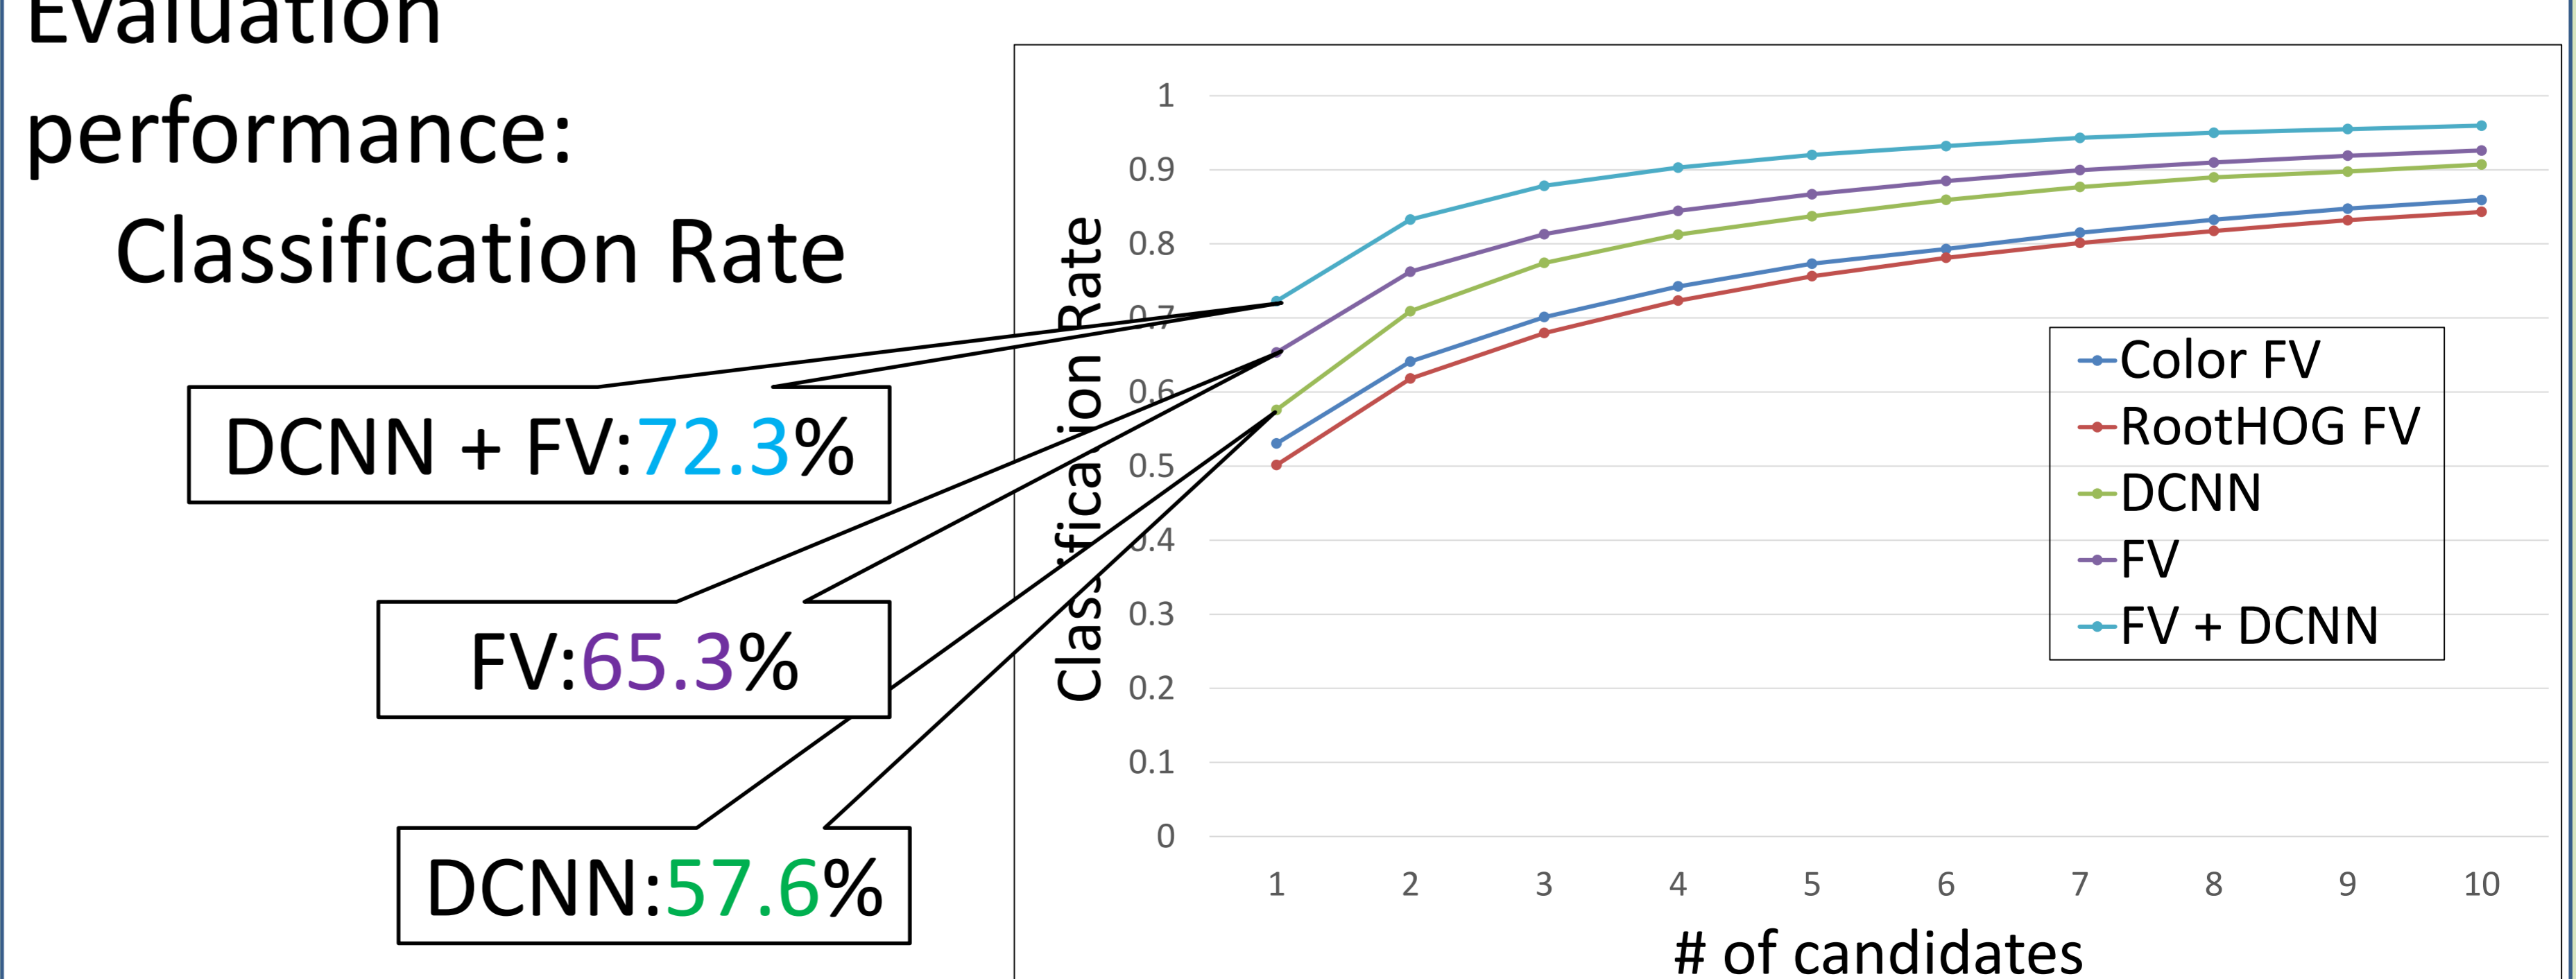 Evaluation
performance:
Classification Rate
DCNN + FV:72.3%
FV:65.3%
DCNN:57.6%
Classification Rate
1
0.9
0.8
0.7
0.6
0.5
0.4
0.3
0.2
0.1
0
1 2 3 4 5 6 7 8 9 10
# of candidates
Color FV
RootHOG FV
DCNN
FV
FV + DCNN